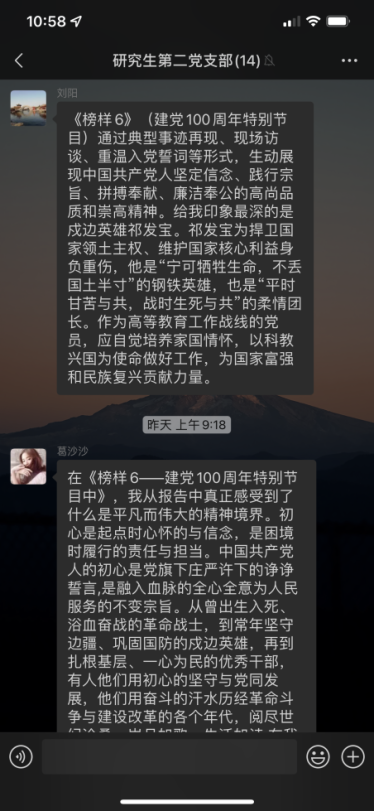 10:58
研究生第二党支部(14)
刘阳
《榜样6》（建党100周年特别节
目）通过典型事迹再现、现场访
谈、重温入党誓词等形式，生动展
现中国共产党人坚定信念、践行宗
旨、拼搏奉献、廉洁奉公的高尚品
质和崇高精神。给我印象最深的是
戍边英雄祁发宝。祁发宝为捍卫国
家领土主权、维护国家核心利益身
负重伤，他是“宁可牺牲生命，不丢
国土半寸”的钢铁英雄，也是“平时
甘苦与共，战时生死与共”的柔情团
长。作为高等教育工作战线的党
员，应自觉培养家国情怀，以科教
兴国为使命做好工作，为国家富强
和民族复兴贡献力量。
昨天 上午9:18
葛沙沙
在《榜样6——建党100周年特别节
目中》，我从报告中真正感受到了
什么是平凡而伟大的精神境界。初
心是起点时心怀的与信念，是困境
时履行的责任与担当。中国共产党
人的初心是党旗下庄严许下的诤诤
誓言,是融入血脉的全心全意为人民
服务的不变宗旨。从曾出生入死、
浴血奋战的革命战士，到常年坚守
边疆、巩固国防的戍边英雄，再到
扎根基层、一心为民的优秀干部，
有人他们用初心的坚守与党同发
展，他们用奋斗的汗水历经革命斗
争与建设改革的各个年代，阅尽世